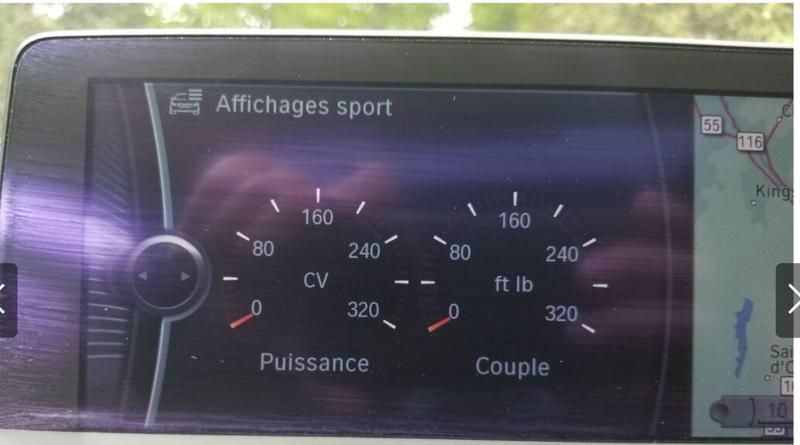 Affichages sport
55
116
King
160
80
240
CV
0
320
Puissance
160
80
240
ft lb
0
320
Couple
Sai
d'O
10